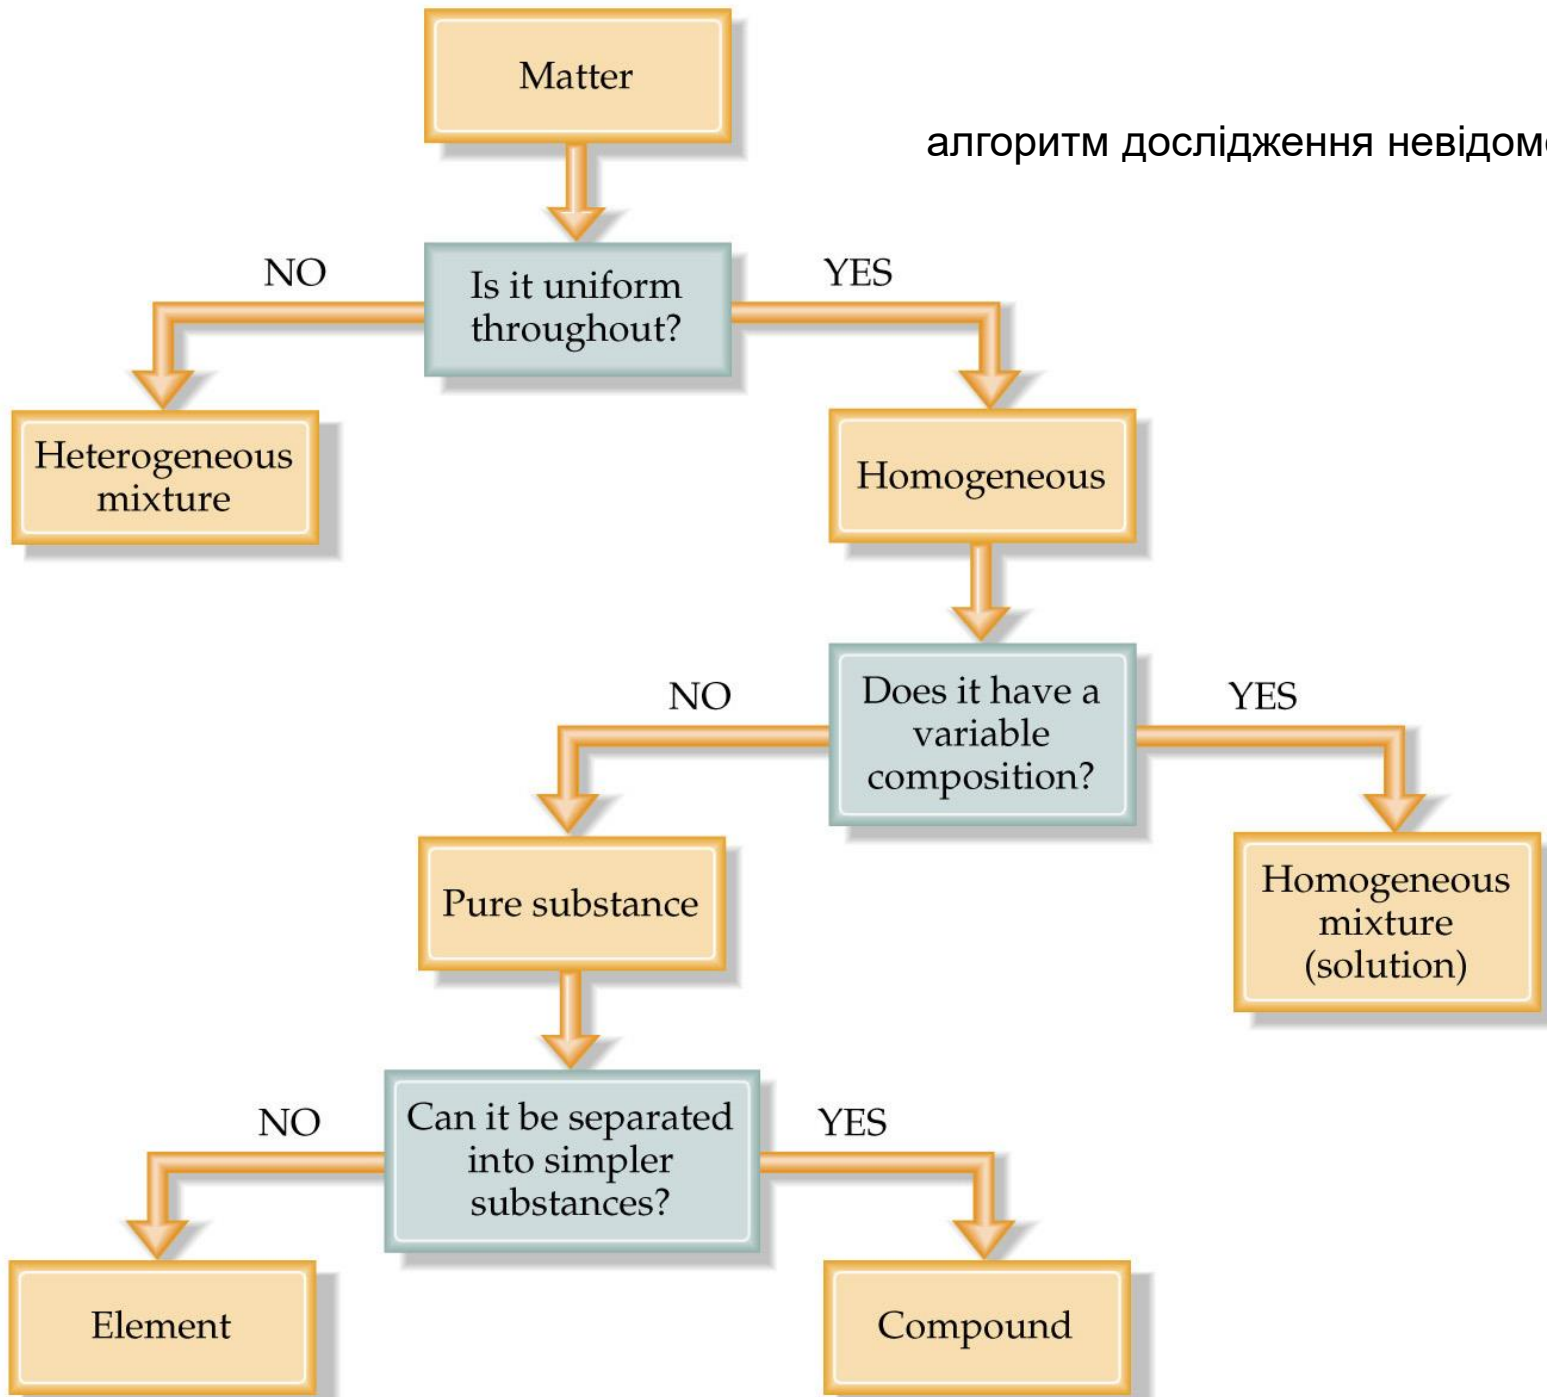 Matter
алгоритм дослідження
NO
YES
Is it uniform
throughout?
Heterogeneous
mixture
Homogeneous
NO
YES
Does it have a
variable
composition?
Pure substance
Homogeneous
mixture
(solution)
NO
YES
Can it be separated
into simpler
substances?
Element
Compound